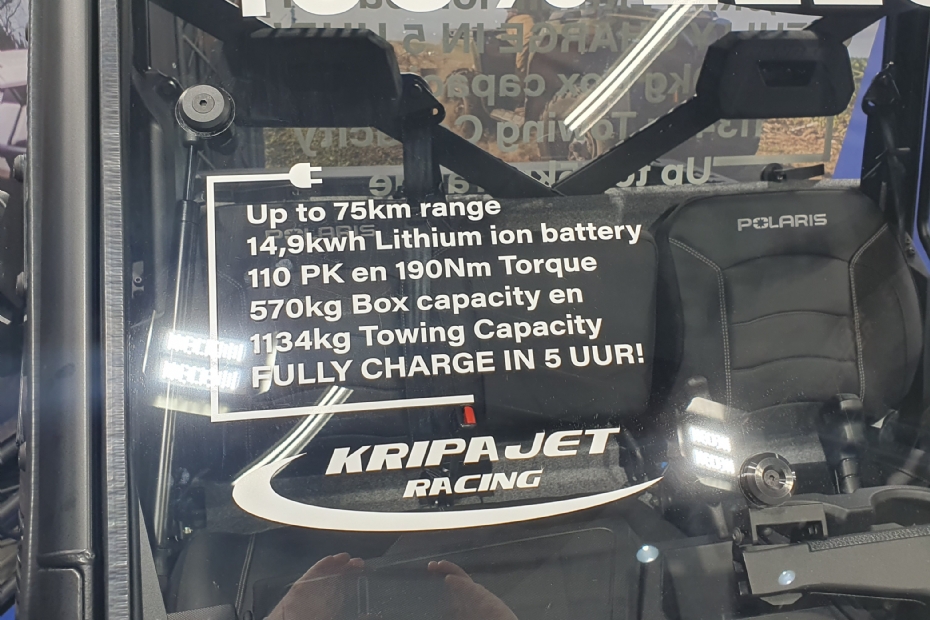 Up to 75km range
14,9kwh Lithium ion battery
110 PK en 190Nm Torque
570kg Box capacity en
1134kg Towing Capacity
FULLY CHARGE IN 5 UUR!
KRIPAJET
RACING
POLARIS